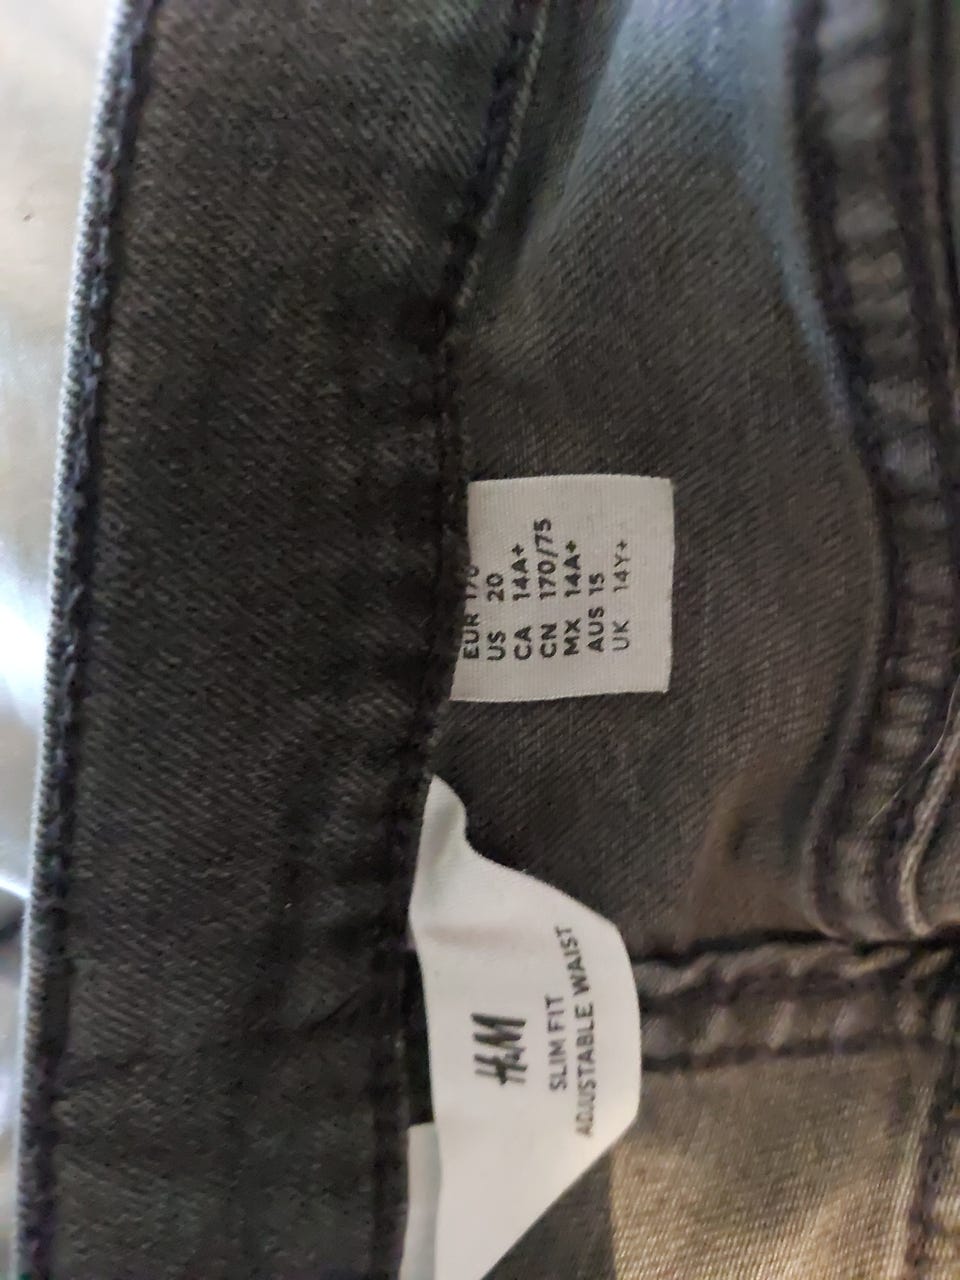 EUR 170
US 20
CA 14A+
CN 170/75
MX 14A+
AUS 15
UK 14Y+
H&M
SLIM FIT
ADJUSTABLE WAIST